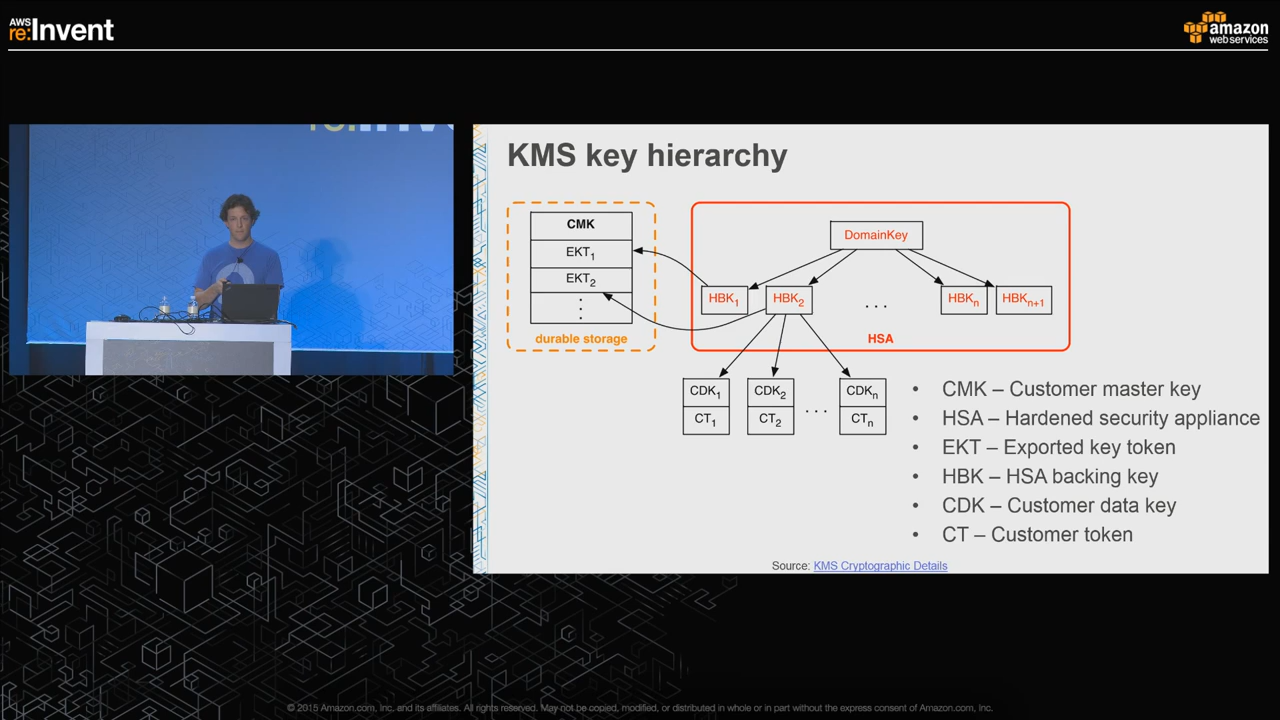 AWS
re:Invent
amazon
web services
KMS key hierarchy
CMK
EKT1
EKT2
durable storage
DomainKey
HBK1
HBK2
. . .
HBKn
HBKn+1
HSA
CDK1
CT1
CDK2
CT2
. . .
CDKn
CTn
• CMK – Customer master key
• HSA – Hardened security appliance
• EKT – Exported key token
• HBK – HSA backing key
• CDK – Customer data key
• CT – Customer token
Source: KMS Cryptographic Details
© 2015 Amazon.com, Inc. and its affiliates. All rights reserved. May not be copied, modified, or distributed in whole or in part without the express consent of Amazon.com, Inc.